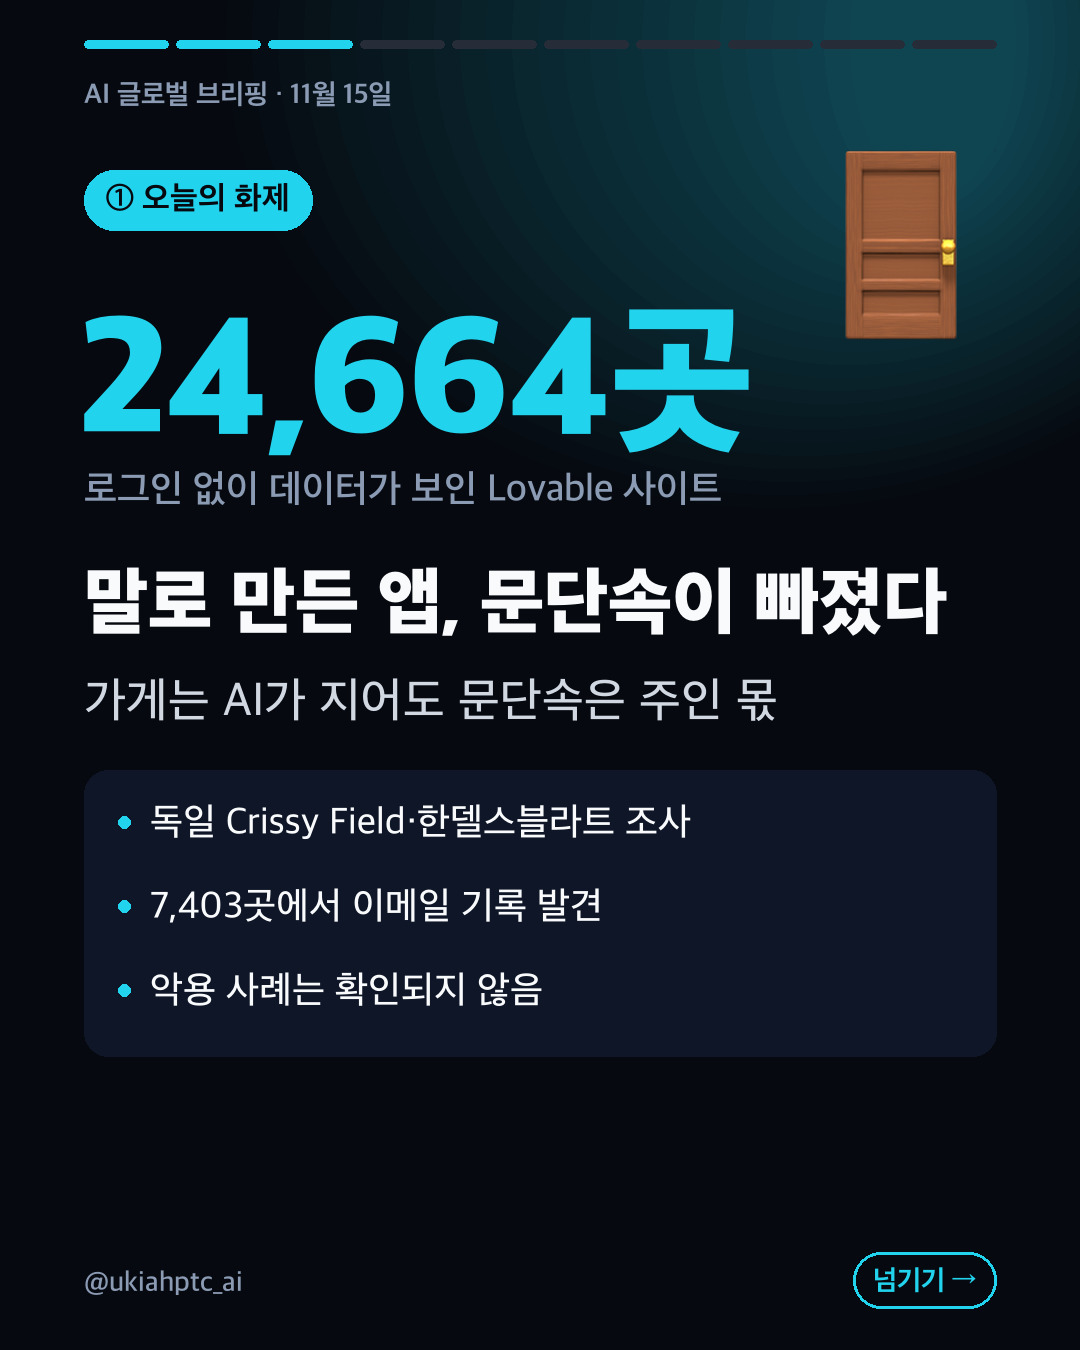 AI 글로벌 브리핑 · 11월 15일
① 오늘의 화제
24,664곳
로그인 없이 데이터가 보인 Lovable 사이트
말로 만든 앱, 문단속이 빠졌다
가게는 AI가 지어도 문단속은 주인 몫
• 독일 Crissy Field·한델스블라트 조사
• 7,403곳에서 이메일 기록 발견
• 악용 사례는 확인되지 않음
@ukiahptc_ai
넘기기 →